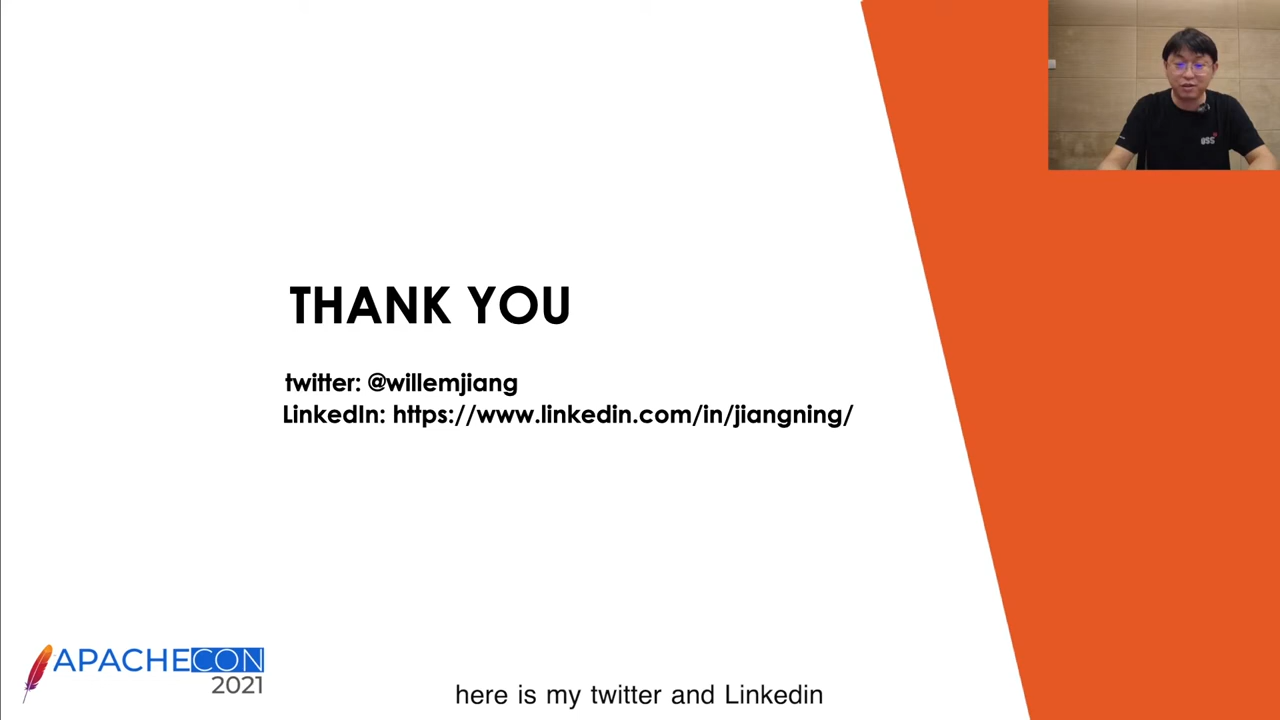 THANK YOU
twitter: @willemjiang
LinkedIn: https://www.linkedin.com/in/jiangning/
OSS
APACHECON
2021
here is my twitter and Linkedin